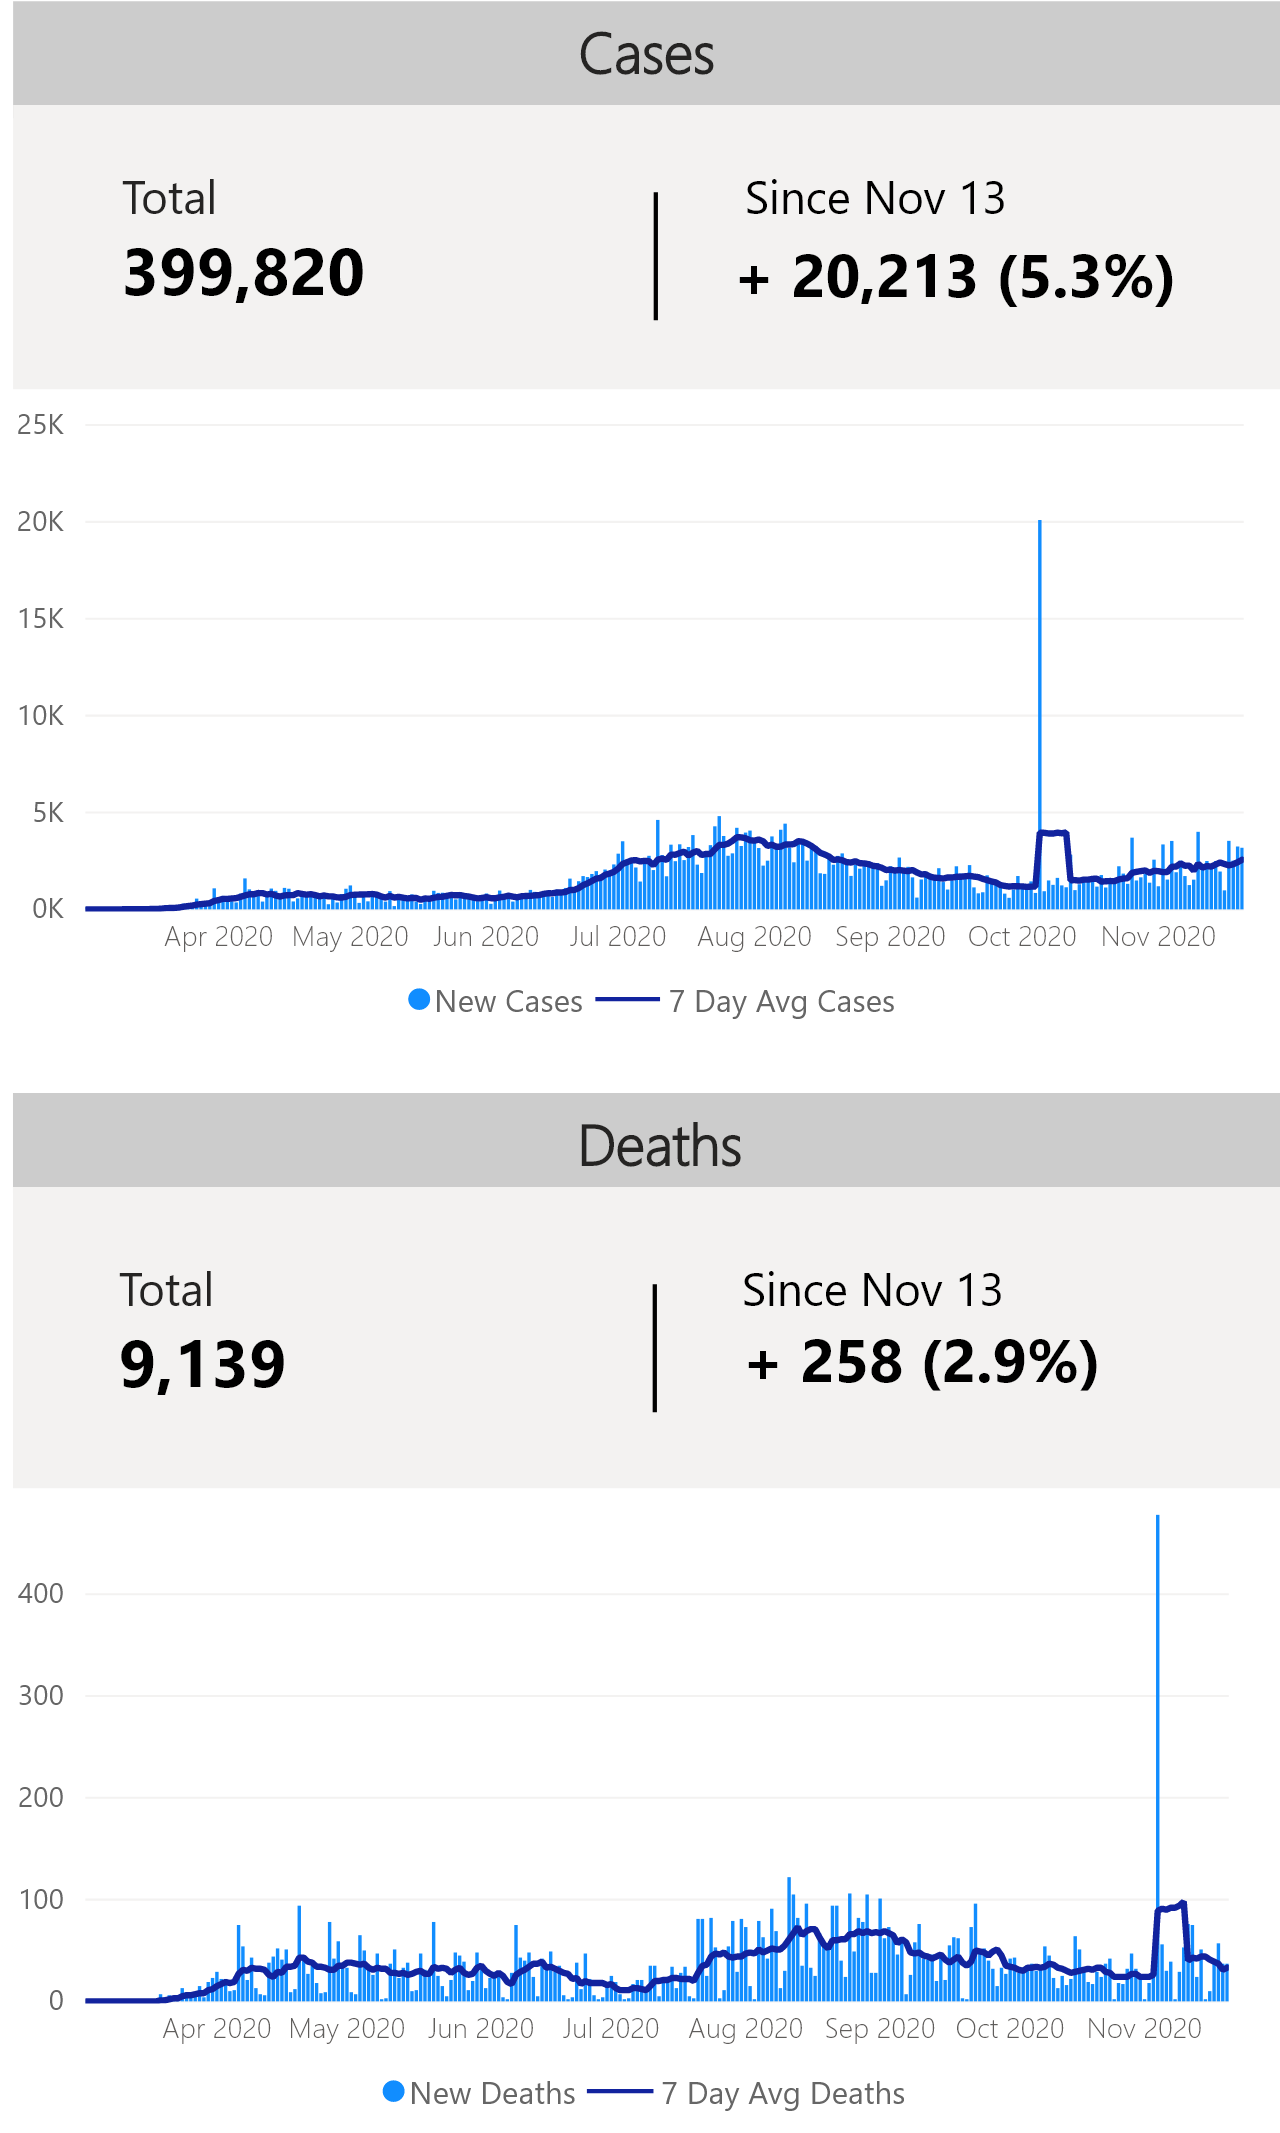 Cases
Total
399,820
Since Nov 13
+ 20,213 (5.3%)
25K
20K
15K
10K
5K
0K
Apr 2020 May 2020 Jun 2020 Jul 2020 Aug 2020 Sep 2020 Oct 2020 Nov 2020
New Cases 7 Day Avg Cases
Deaths
Total
9,139
Since Nov 13
+ 258 (2.9%)
400
300
200
100
0
Apr 2020 May 2020 Jun 2020 Jul 2020 Aug 2020 Sep 2020 Oct 2020 Nov 2020
New Deaths 7 Day Avg Deaths